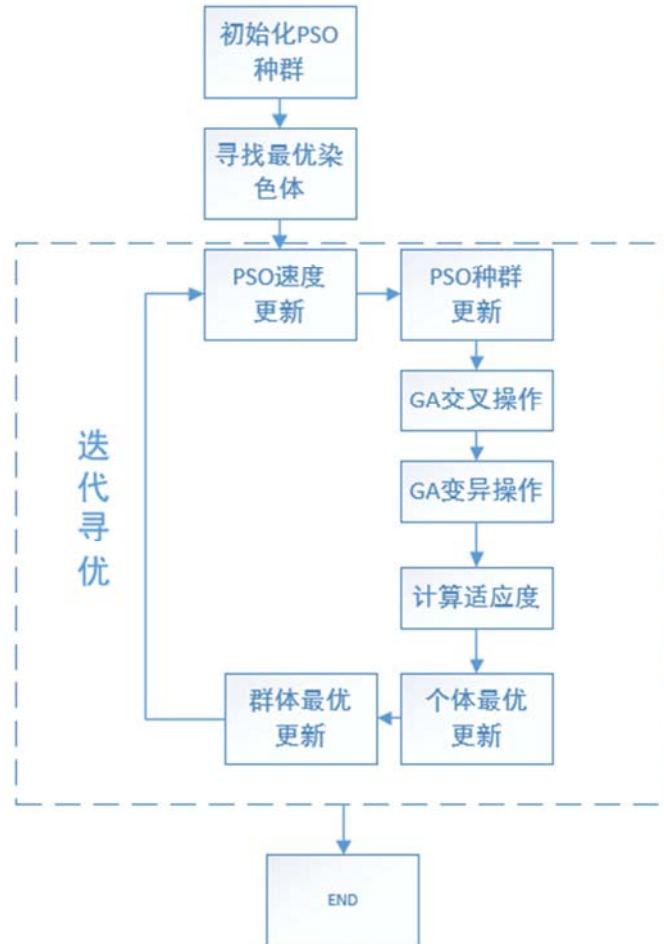 初始化PSO
种群
寻找最优染
色体
PSO速度
更新
PSO种群
更新
GA交叉操作
GA变异操作
迭
代
寻
优
计算适应度
群体最优
更新
个体最优
更新
END